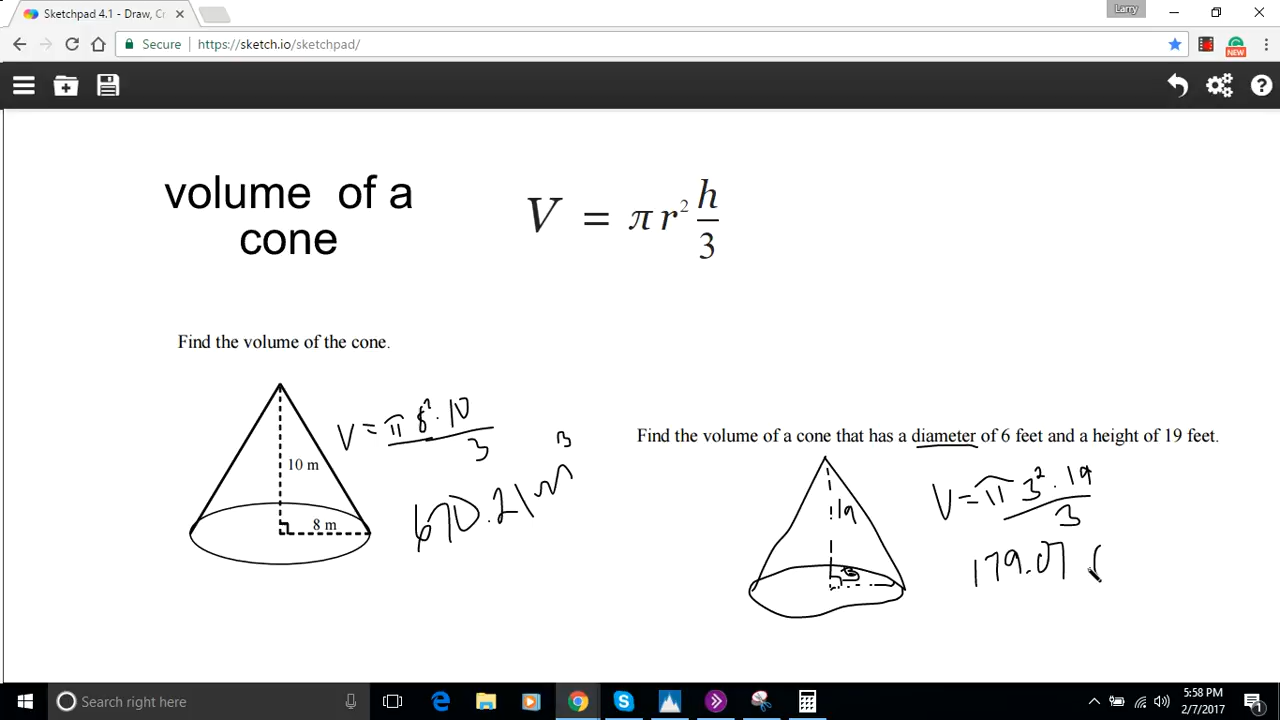 Sketchpad 4.1 - Draw, Cr
Larry
Secure
https://sketch.io/sketchpad/
NEW
volume of a
cone
V = π r² h/3
Find the volume of the cone.
V = π 8² · 10 / 3
10 m
8 m
670.21 m³
Find the volume of a cone that has a diameter of 6 feet and a height of 19 feet.
19
3
V = π 3² · 19 / 3
179.07
Search right here
5:58 PM
2/7/2017
1